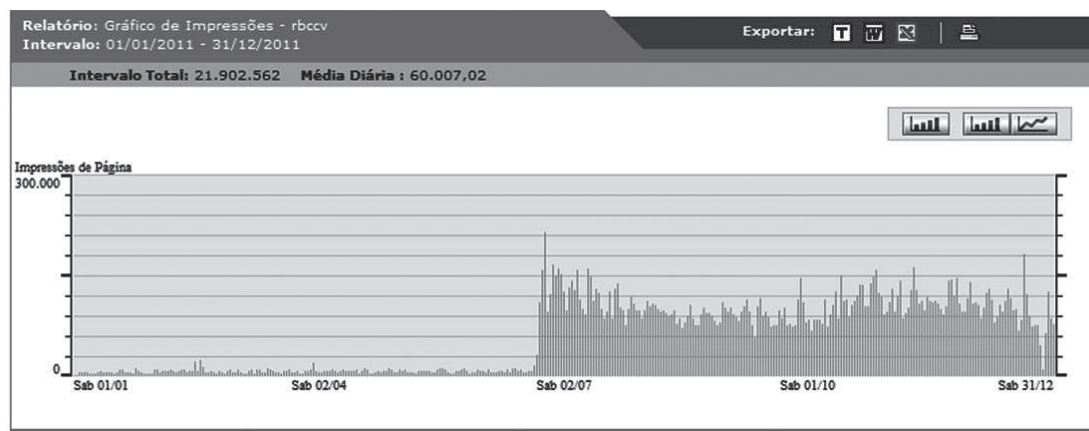 Relatório: Gráfico de Impressões - rbccv
Exportar: T W
Intervalo: 01/01/2011 - 31/12/2011
Intervalo Total: 21.902.562 Média Diária : 60.007,02
Impressões de Página
300.000
0
Sab 01/01 Sab 02/04 Sab 02/07 Sab 01/10 Sab 31/12